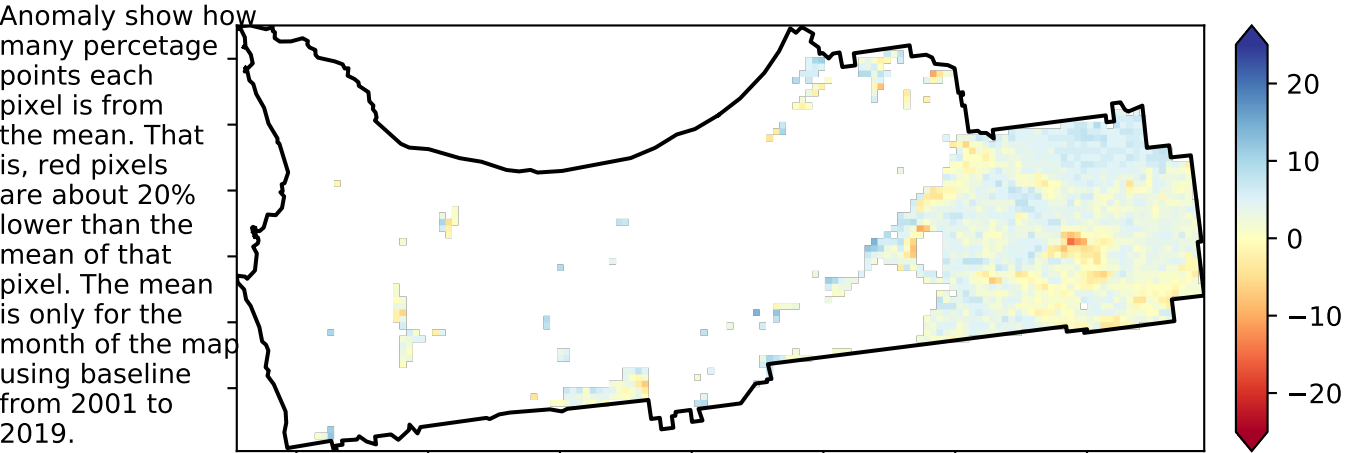 Anomaly show how
many percetage
points each
pixel is from
the mean. That
is, red pixels
are about 20%
lower than the
mean of that
pixel. The mean
is only for the
month of the map
using baseline
from 2001 to
2019.
20
10
0
−10
−20